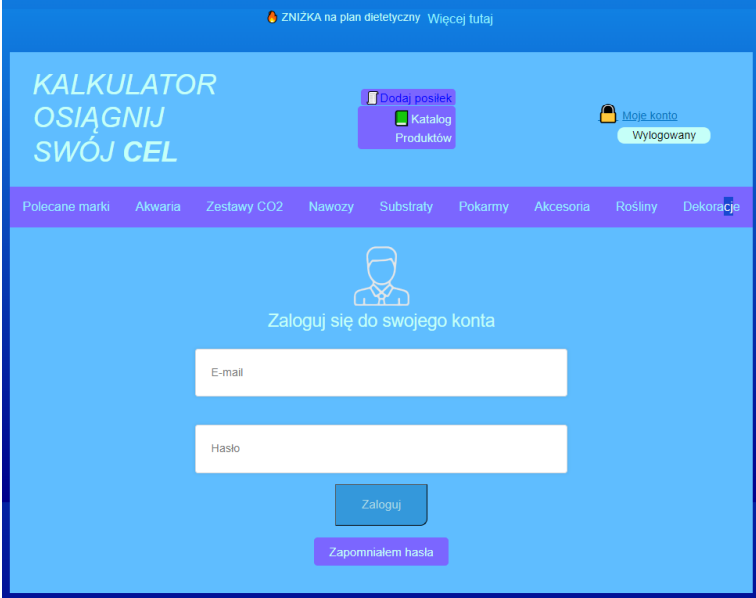 ZNIŻKA na plan dietetyczny Więcej tutaj
KALKULATOR
OSIĄGNIJ
SWÓJ CEL
Dodaj posiłek
Katalog
Produktów
Moje konto
Wylogowany
Polecane marki Akwaria Zestawy CO2 Nawozy Substraty Pokarmy Akcesoria Rośliny Dekoracje
Zaloguj się do swojego konta
E-mail
Hasło
Zaloguj
Zapomniałem hasła